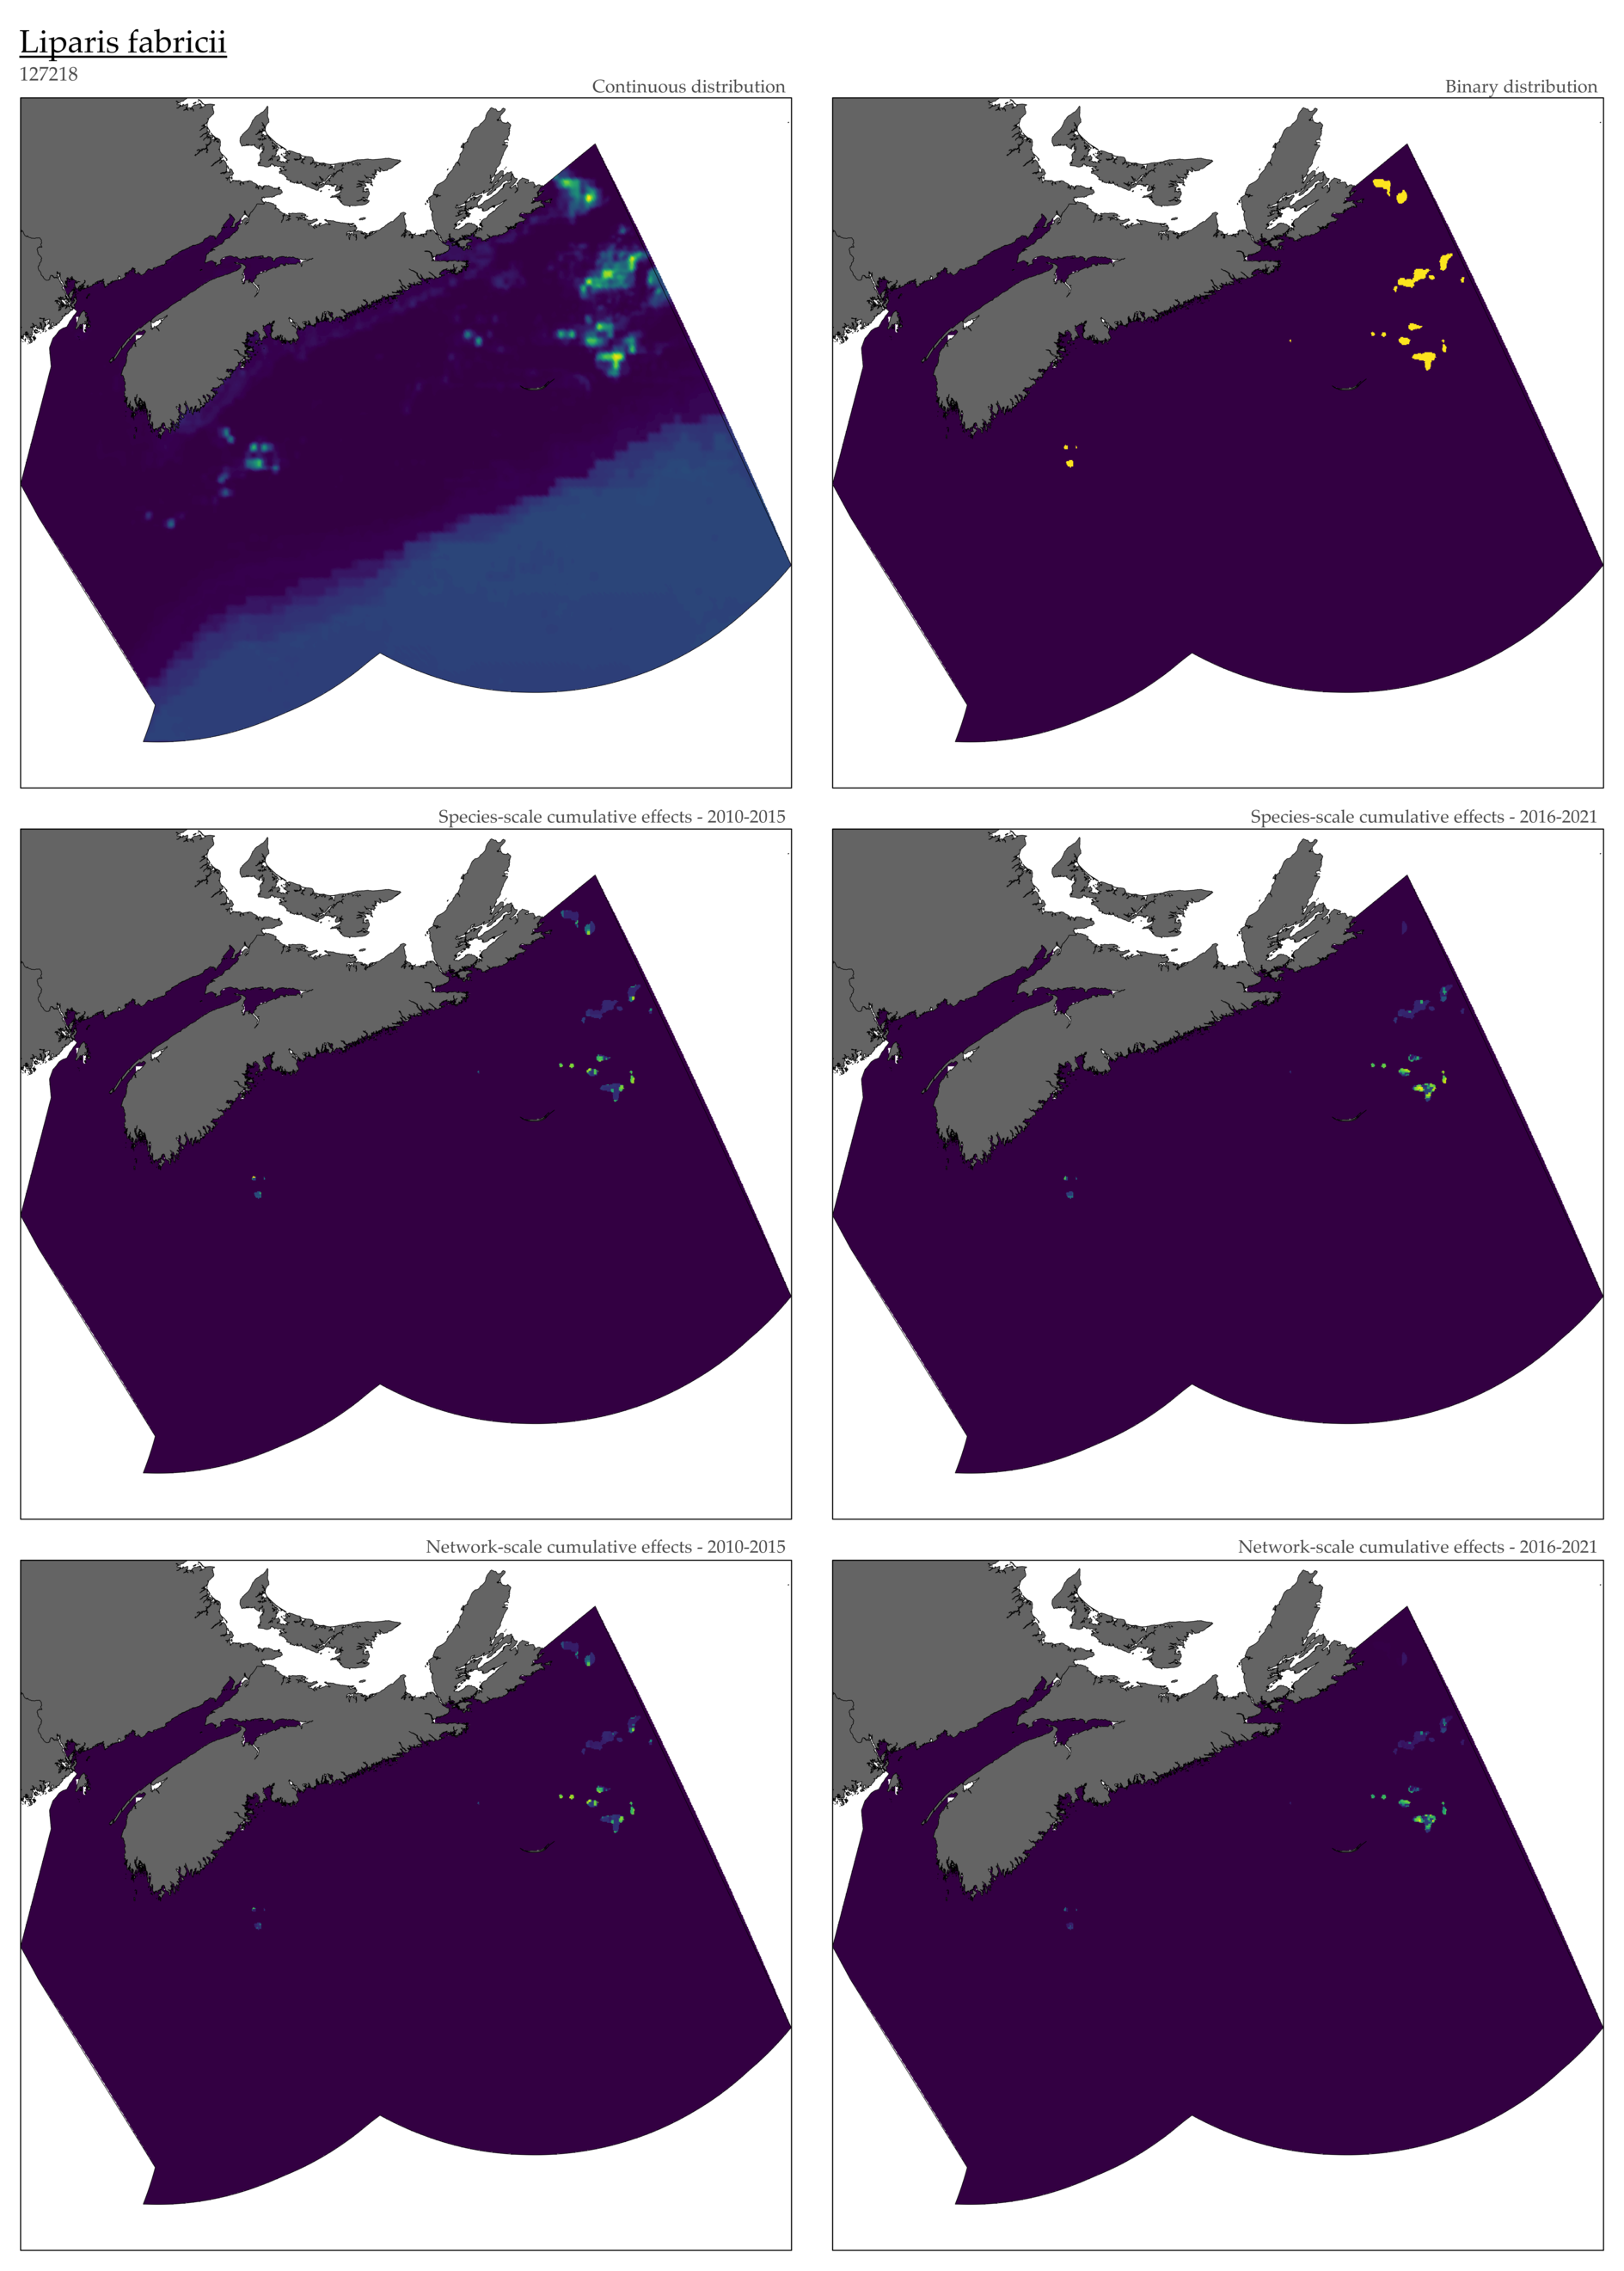 Liparis fabricii
127218
Continuous distribution
Binary distribution
Species-scale cumulative effects - 2010-2015
Species-scale cumulative effects - 2016-2021
Network-scale cumulative effects - 2010-2015
Network-scale cumulative effects - 2016-2021